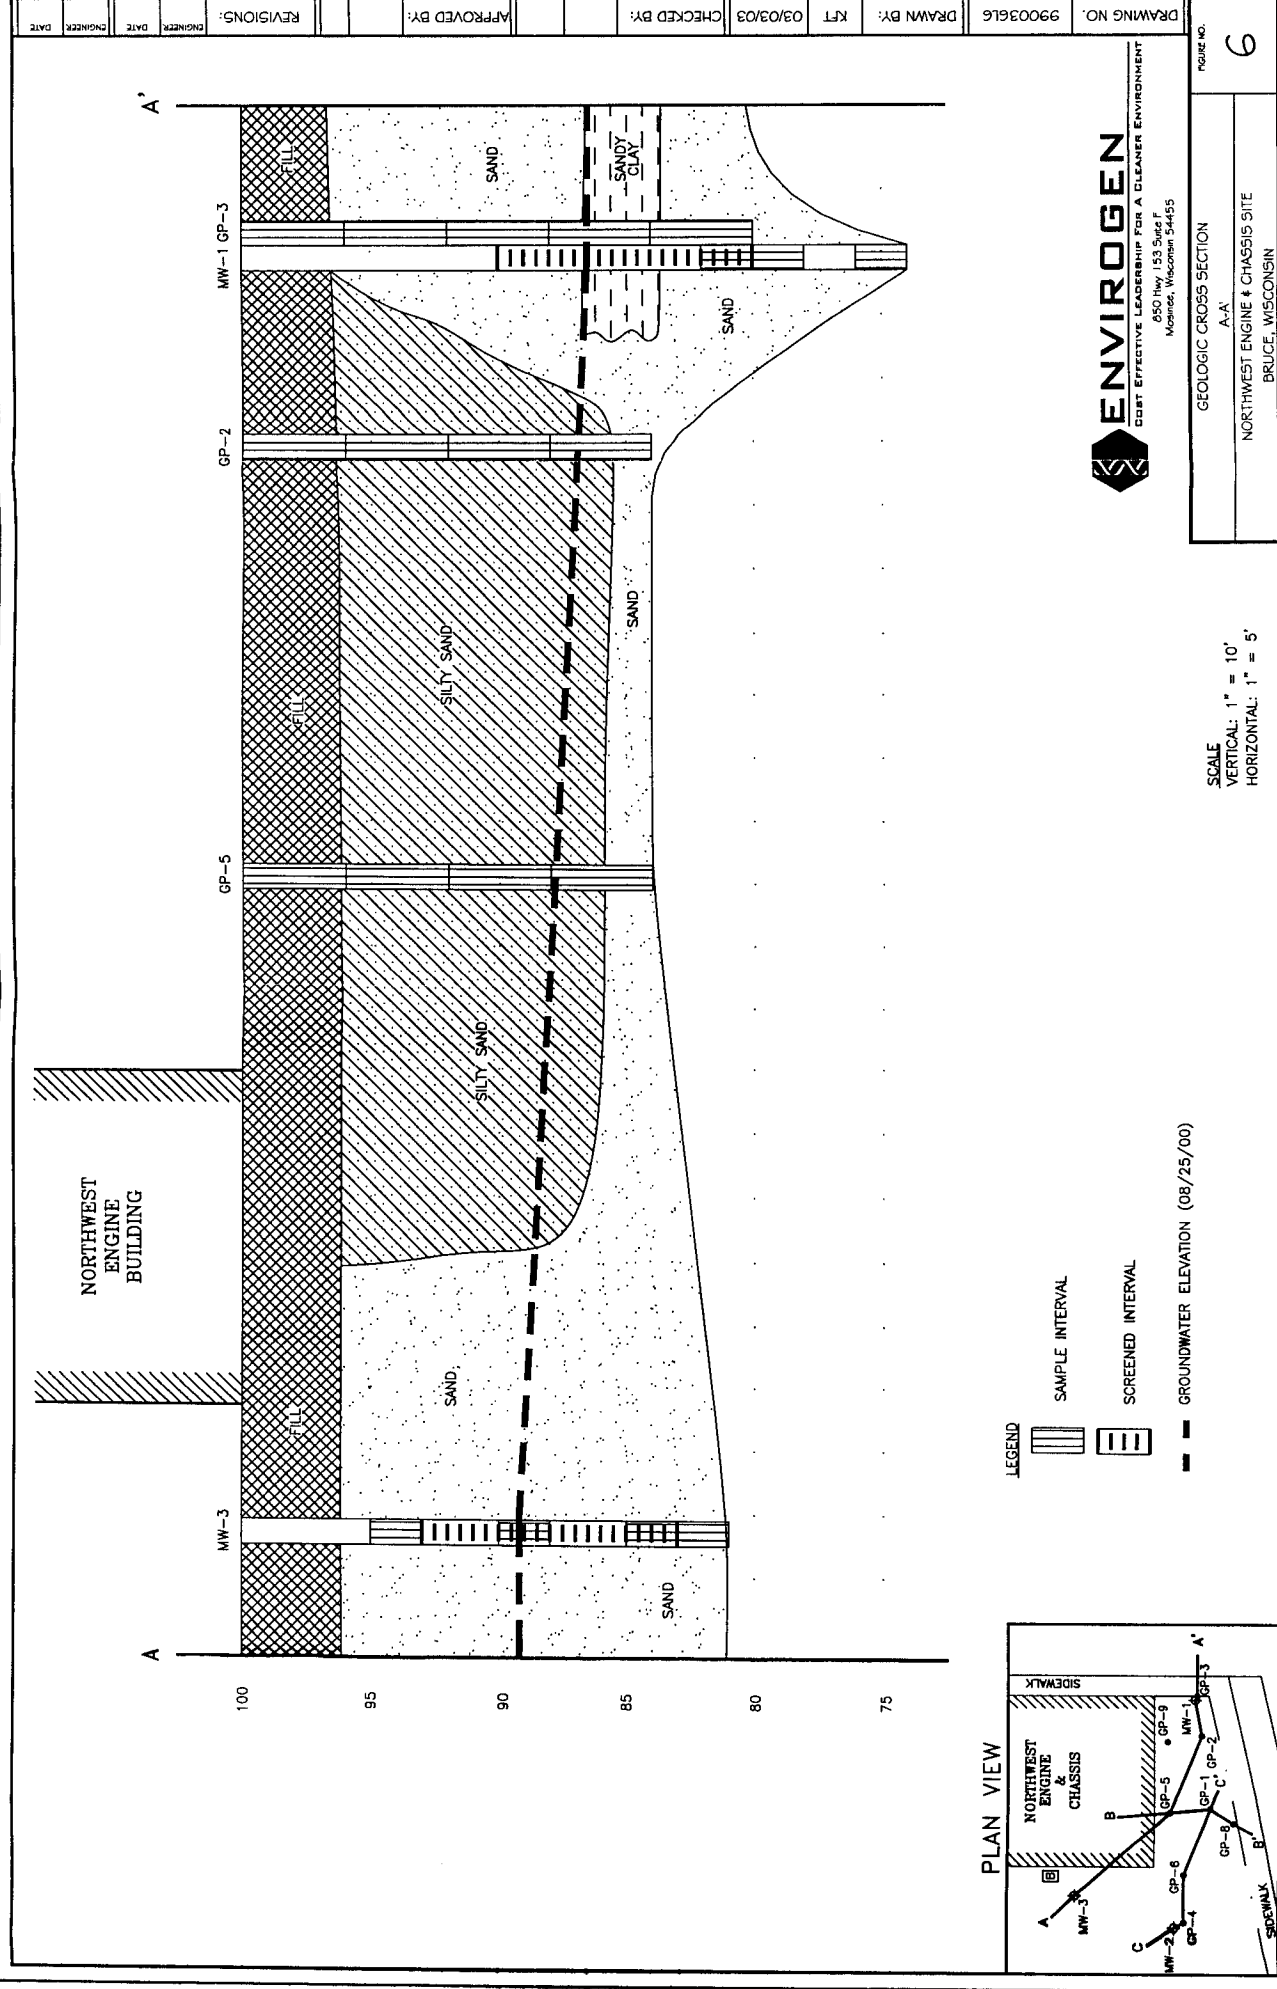 A
A'
MW-3
GP-5
GP-2
MW-1 GP-3
NORTHWEST
ENGINE
BUILDING
100
95
90
85
80
75
FILL
FILL
FILL
SAND
SAND
SILTY SAND
SILTY SAND
SAND
SAND
SAND
SANDY
CLAY
LEGEND
SAMPLE INTERVAL
SCREENED INTERVAL
GROUNDWATER ELEVATION (08/25/00)
SCALE
VERTICAL: 1" = 10'
HORIZONTAL: 1" = 5'
PLAN VIEW
NORTHWEST
ENGINE
&
CHASSIS
SIDEWALK
SIDEWALK
A
A'
B
B'
C
C'
B
MW-3
MW-2
GP-4
GP-6
GP-5
GP-1
GP-8
GP-9
GP-2
MW-1
GP-3
ENVIROGEN
COST EFFECTIVE LEADERSHIP FOR A CLEANER ENVIRONMENT
850 Hwy 153 Suite F
Mosinee, Wisconsin 54455
GEOLOGIC CROSS SECTION
A-A'
NORTHWEST ENGINE & CHASSIS SITE
BRUCE, WISCONSIN
FIGURE NO.
6
DRAWING NO.
990036L6
DRAWN BY:
KFT
03/03/03
CHECKED BY:
APPROVED BY:
REVISIONS:
ENGINEER
DATE
ENGINEER
DATE